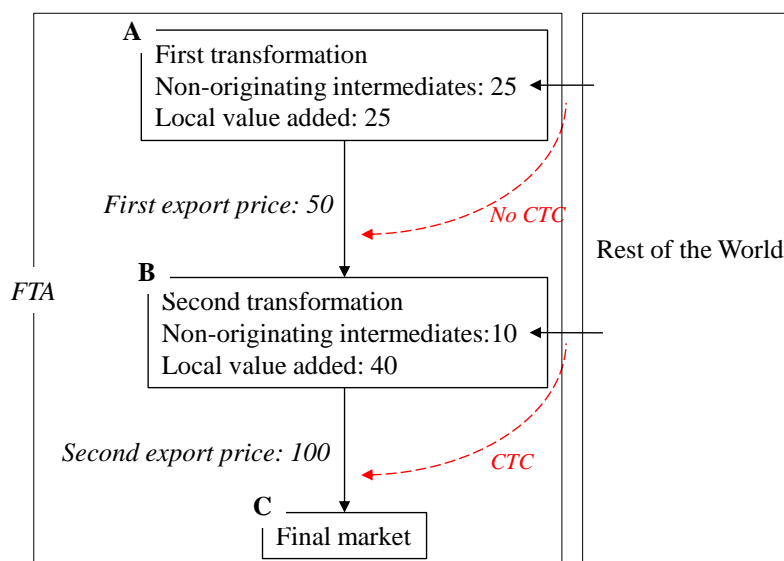 A
First transformation
Non-originating intermediates: 25
Local value added: 25
First export price: 50
No CTC
Rest of the World
FTA
B
Second transformation
Non-originating intermediates:10
Local value added: 40
Second export price: 100
CTC
C
Final market